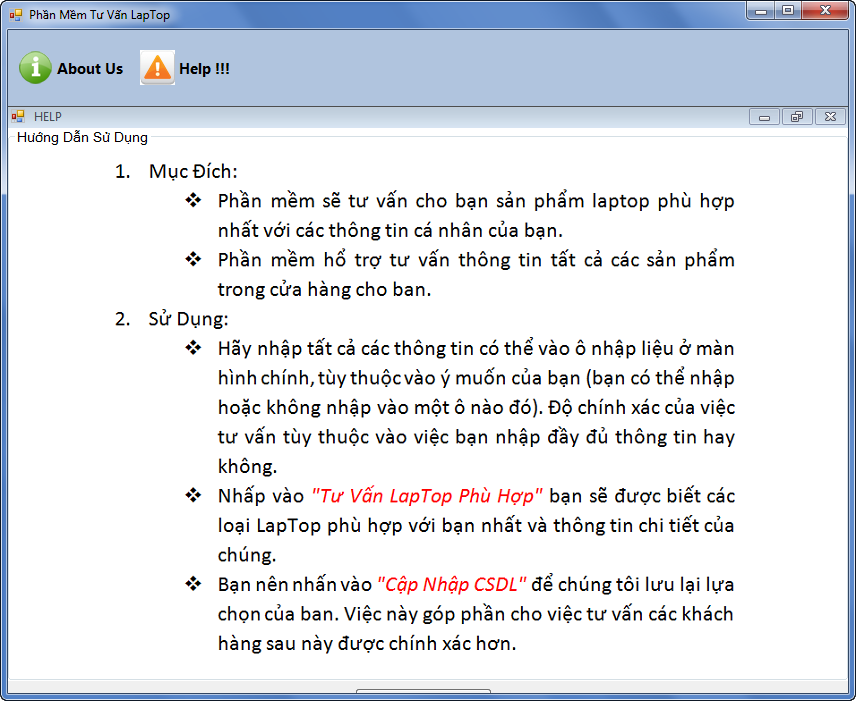 Phần Mềm Tư Vấn LapTop
About Us Help !!!
HELP
Hướng Dẫn Sử Dụng
1. Mục Đích:
❖ Phần mềm sẽ tư vấn cho bạn sản phẩm laptop phù hợp
nhất với các thông tin cá nhân của bạn.
❖ Phần mềm hổ trợ tư vấn thông tin tất cả các sản phẩm
trong cửa hàng cho ban.
2. Sử Dụng:
❖ Hãy nhập tất cả các thông tin có thể vào ô nhập liệu ở màn
hình chính, tùy thuộc vào ý muốn của bạn (bạn có thể nhập
hoặc không nhập vào một ô nào đó). Độ chính xác của việc
tư vấn tùy thuộc vào việc bạn nhập đầy đủ thông tin hay
không.
❖ Nhấp vào "Tư Vấn LapTop Phù Hợp" bạn sẽ được biết các
loại LapTop phù hợp với bạn nhất và thông tin chi tiết của
chúng.
❖ Bạn nên nhấn vào "Cập Nhập CSDL" để chúng tôi lưu lại lựa
chọn của ban. Việc này góp phần cho việc tư vấn các khách
hàng sau này được chính xác hơn.